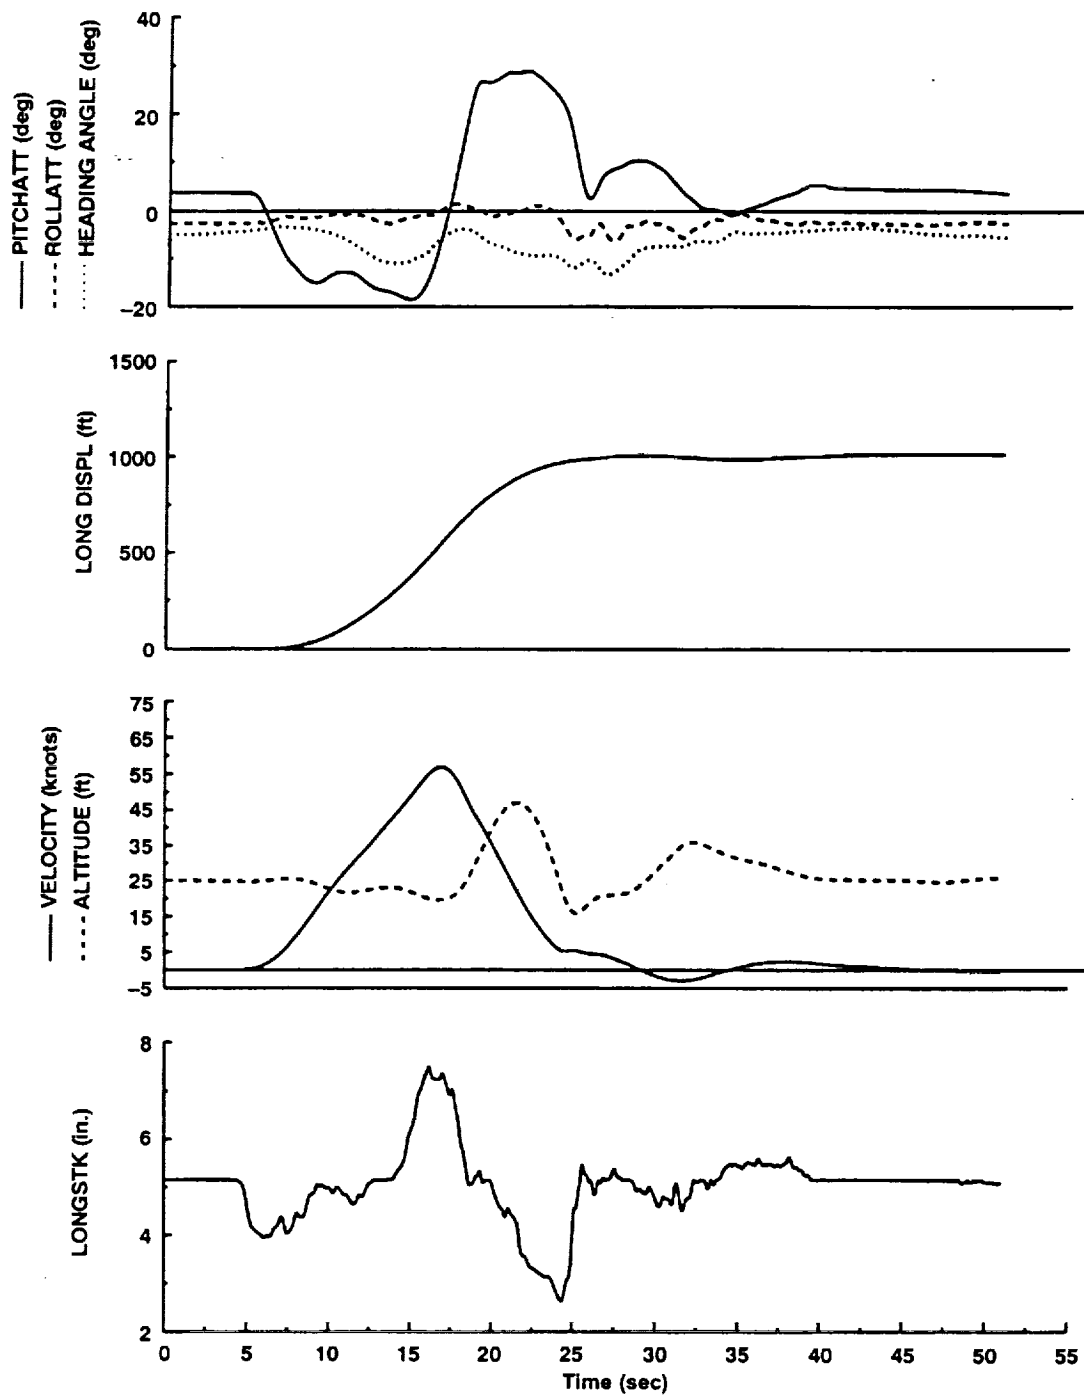 PITCHATT (deg)
ROLLATT (deg)
HEADING ANGLE (deg)
40
20
0
–20
LONG DISPL (ft)
1500
1000
500
0
VELOCITY (knots)
ALTITUDE (ft)
75
65
55
45
35
25
15
5
–5
LONGSTK (in.)
8
6
4
2
0 5 10 15 20 25 30 35 40 45 50 55
Time (sec)